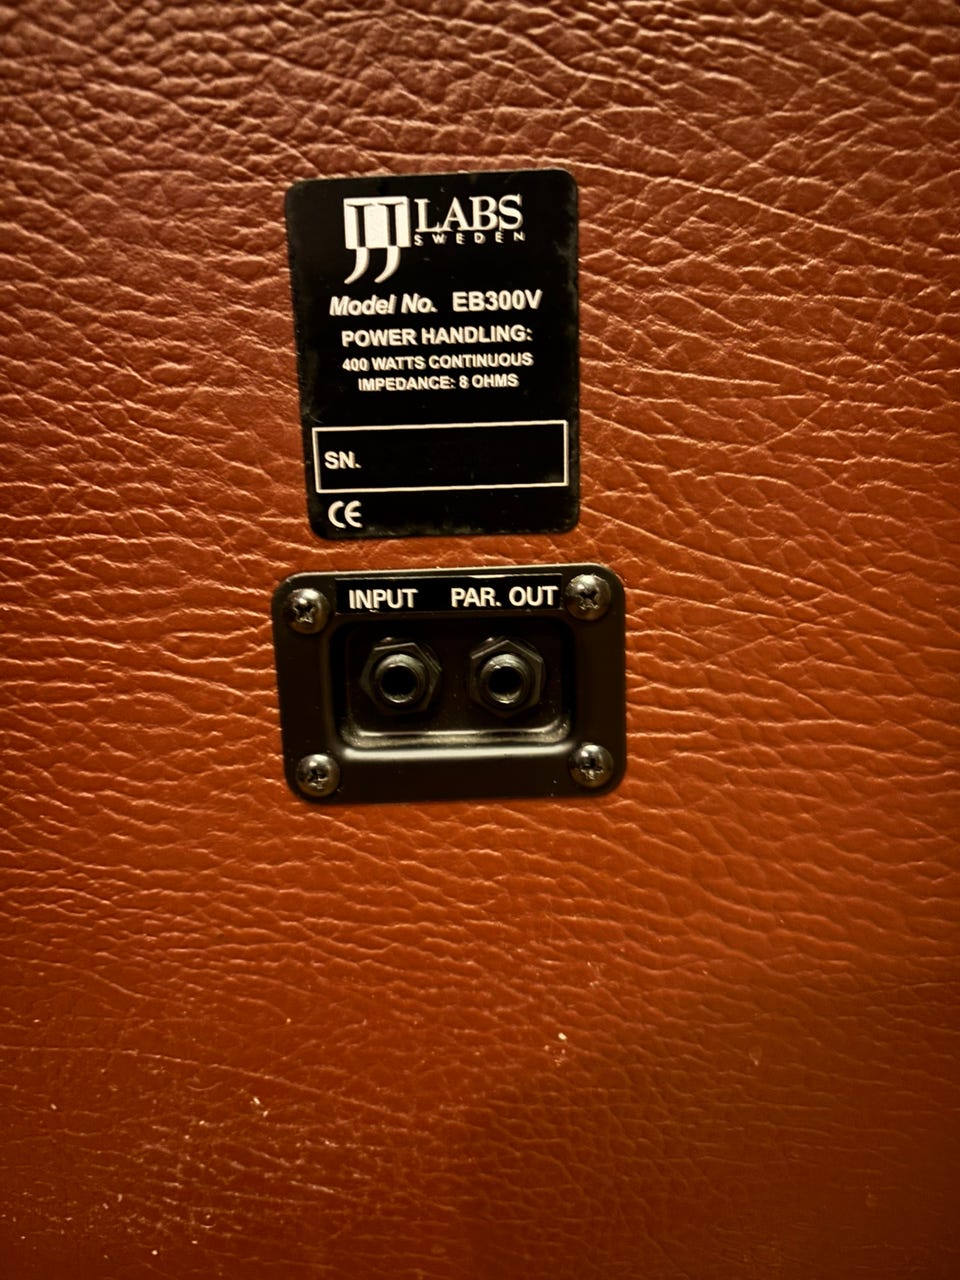 JJ LABS
SWEDEN
Model No. EB300V
POWER HANDLING:
400 WATTS CONTINUOUS
IMPEDANCE: 8 OHMS
SN.
CE
INPUT PAR. OUT